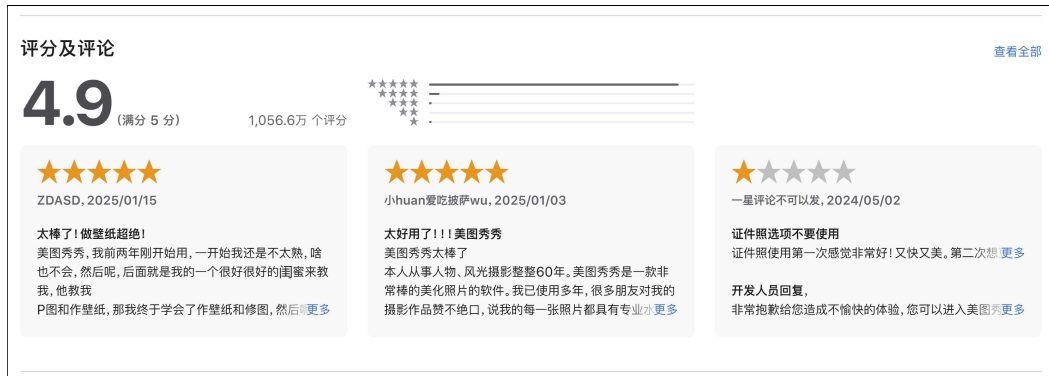 评分及评论
查看全部
4.9 (满分 5 分)
1,056.6万 个评分
ZDASD, 2025/01/15
太棒了!做壁纸超绝!
美图秀秀,我前两年刚开始用,一开始我还是不太熟,啥
也不会,然后呢,后面就是我的一个很好很好的闺蜜来教
我,他教我
P图和作壁纸,那我终于学会了作壁纸和修图,然后 更多
小huan爱吃披萨wu, 2025/01/03
太好用了!!!美图秀秀
美图秀秀太棒了
本人从事人物、风光摄影整整60年。美图秀秀是一款非
常棒的美化照片的软件。我已使用多年,很多朋友对我的
摄影作品赞不绝口,说我的每一张照片都具有专业水 更多
一星评论不可以发, 2024/05/02
证件照选项不要使用
证件照使用第一次感觉非常好!又快又美。第二次想 更多
开发人员回复,
非常抱歉给您造成不愉快的体验,您可以进入美图秀 更多